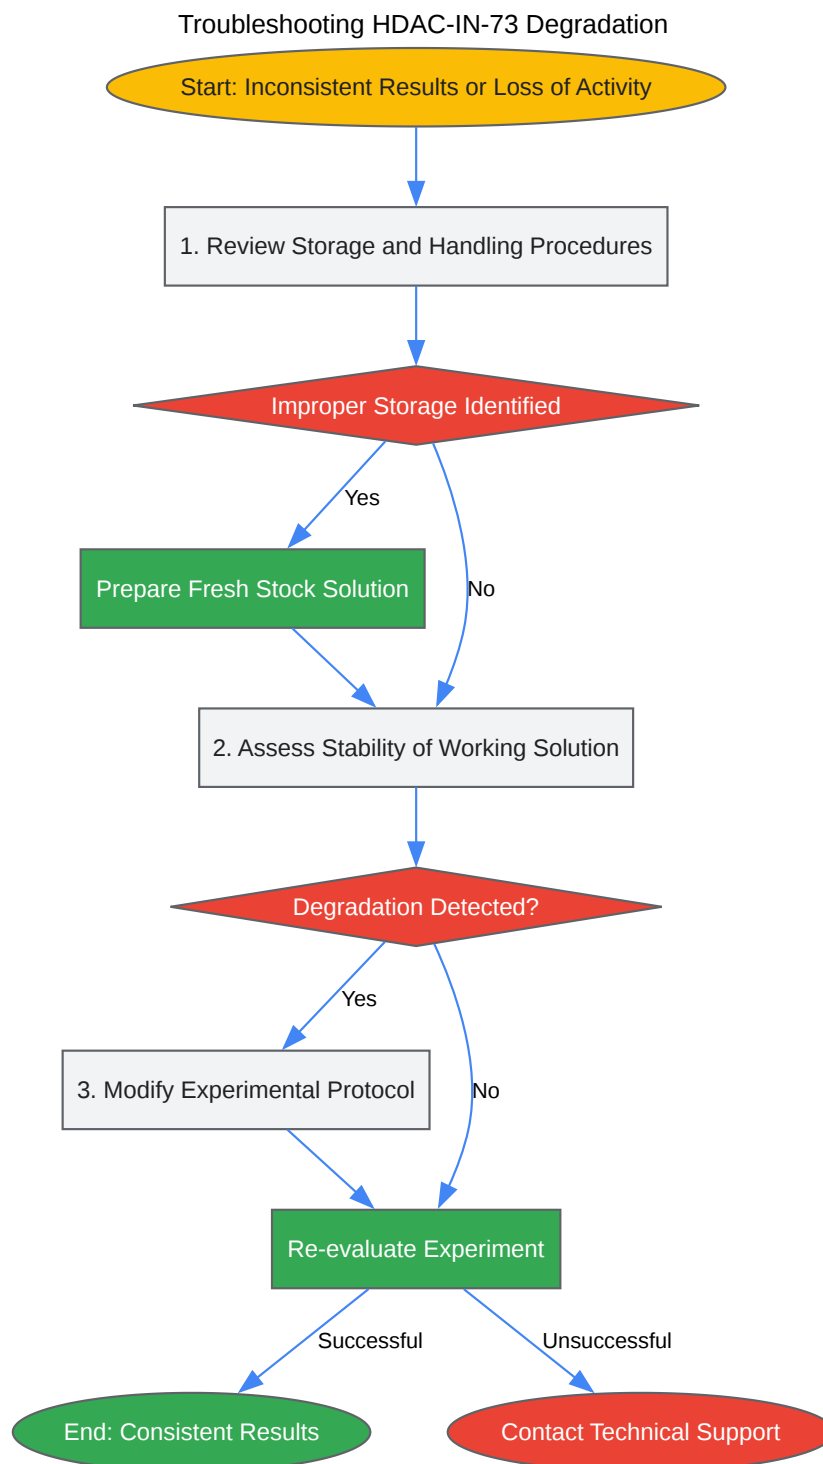 Troubleshooting HDAC-IN-73 Degradation
Start: Inconsistent Results or Loss of Activity
1. Review Storage and Handling Procedures
Improper Storage Identified
Yes
Prepare Fresh Stock Solution
No
2. Assess Stability of Working Solution
Degradation Detected?
Yes
3. Modify Experimental Protocol
No
Re-evaluate Experiment
Successful
Unsuccessful
End: Consistent Results
Contact Technical Support